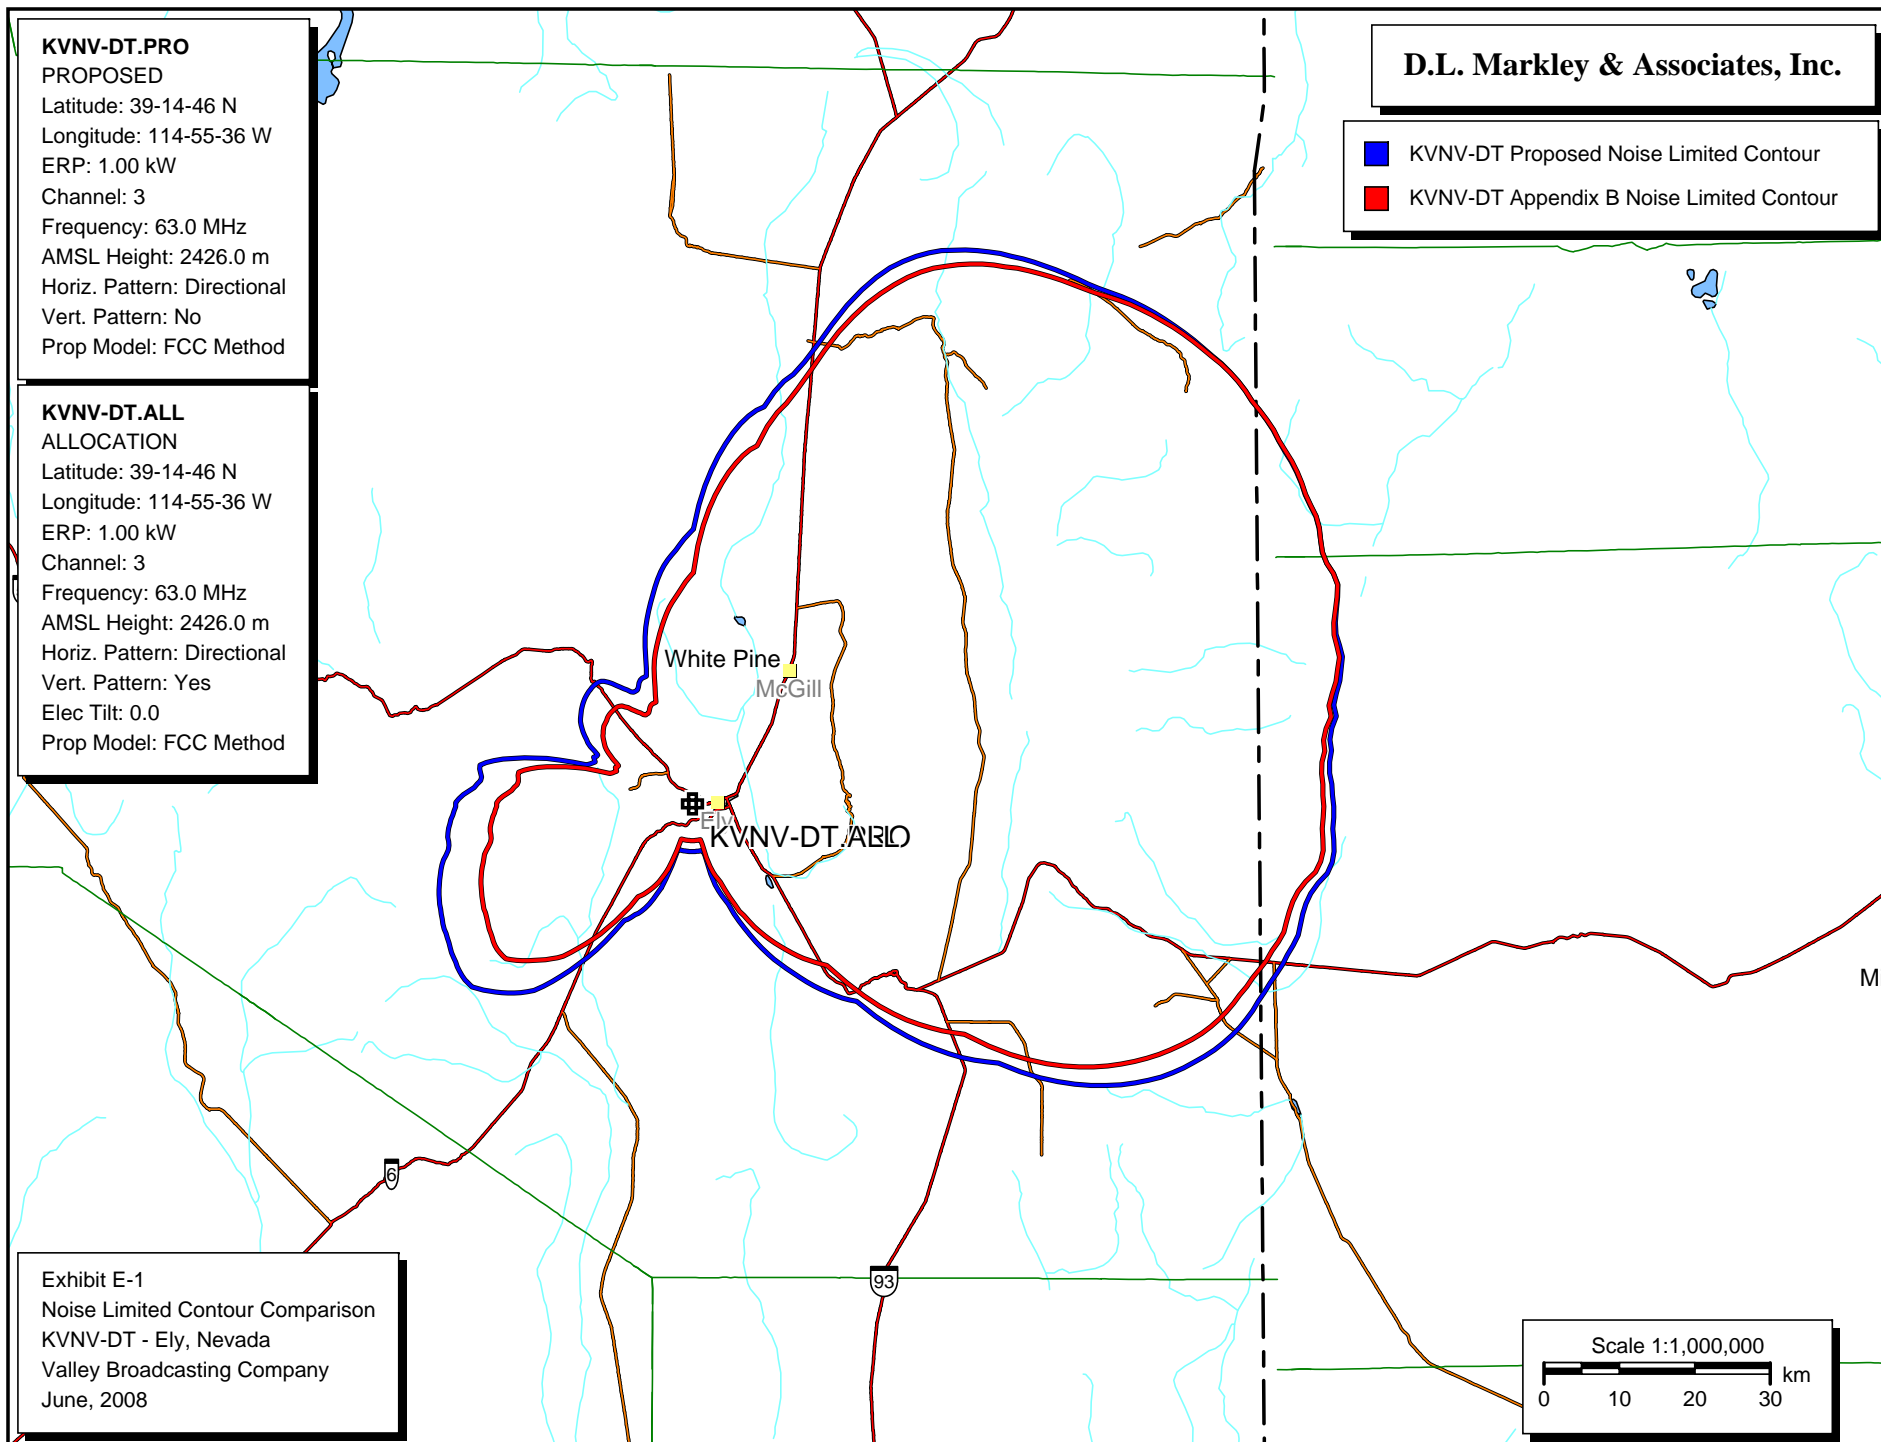 KVNV-DT.PRO
PROPOSED
Latitude: 39-14-46 N
Longitude: 114-55-36 W
ERP: 1.00 kW
Channel: 3
Frequency: 63.0 MHz
AMSL Height: 2426.0 m
Horiz. Pattern: Directional
Vert. Pattern: No
Prop Model: FCC Method
KVNV-DT.ALL
ALLOCATION
Latitude: 39-14-46 N
Longitude: 114-55-36 W
ERP: 1.00 kW
Channel: 3
Frequency: 63.0 MHz
AMSL Height: 2426.0 m
Horiz. Pattern: Directional
Vert. Pattern: Yes
Elec Tilt: 0.0
Prop Model: FCC Method
D.L. Markley & Associates, Inc.
KVNV-DT Proposed Noise Limited Contour
KVNV-DT Appendix B Noise Limited Contour
White Pine
McGill
Ely
M
6
93
Exhibit E-1
Noise Limited Contour Comparison
KVNV-DT - Ely, Nevada
Valley Broadcasting Company
June, 2008
Scale 1:1,000,000
km
0 10 20 30